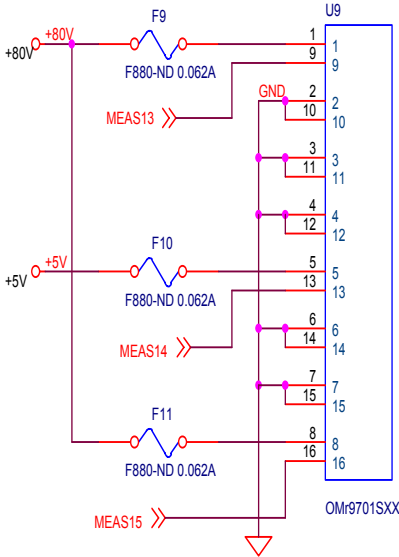 U9
F9
+80V
+80V
F880-ND 0.062A
1 1
9 9
MEAS13
GND
2 2
10 10
3 3
11 11
4 4
12 12
F10
+5V
+5V
F880-ND 0.062A
5 5
13 13
MEAS14
6 6
14 14
7 7
15 15
F11
F880-ND 0.062A
8 8
16 16
MEAS15
OMr9701SXX